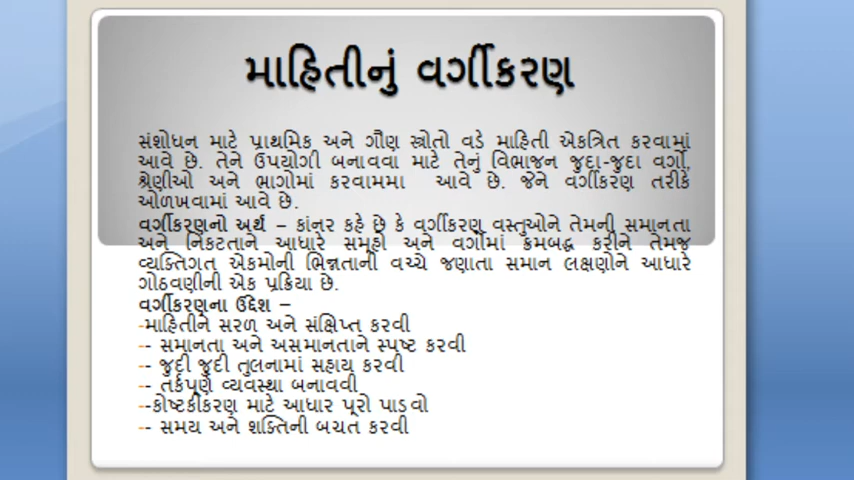 માહિતીનું વર્ગીકરણ
સંશોધન માટે પ્રાથમિક અને ગૌણ સ્ત્રોતો વડે માહિતી એકત્રિત કરવામાં
આવે છે. તેને ઉપયોગી બનાવવા માટે તેનું વિભાજન જુદા-જુદા વર્ગો,
શ્રેણીઓ અને ભાગોમાં કરવામમા આવે છે. જેને વર્ગીકરણ તરીકે
ઓળખવામાં આવે છે.
વર્ગીકરણનો અર્થ – કાંનર કહે છે કે વર્ગીકરણ વસ્તુઓને તેમની સમાનતા
અને નિકટતાને આધારે સમૂહો અને વર્ગોમાં ક્રમબદ્ધ કરીને તેમજ
વ્યક્તિગત એકમોની ભિન્નતાની વચ્ચે જણાતા સમાન લક્ષણોને આધારે
ગોઠવણીની એક પ્રક્રિયા છે.
વર્ગીકરણના ઉદ્દેશ –
-માહિતીને સરળ અને સંક્ષિપ્ત કરવી
-- સમાનતા અને અસમાનતાને સ્પષ્ટ કરવી
-- જુદી જુદી તુલનામાં સહાય કરવી
-- તર્કપૂર્ણ વ્યવસ્થા બનાવવી
--કોષ્ટકીકરણ માટે આધાર પૂરો પાડવો
-- સમય અને શક્તિની બચત કરવી